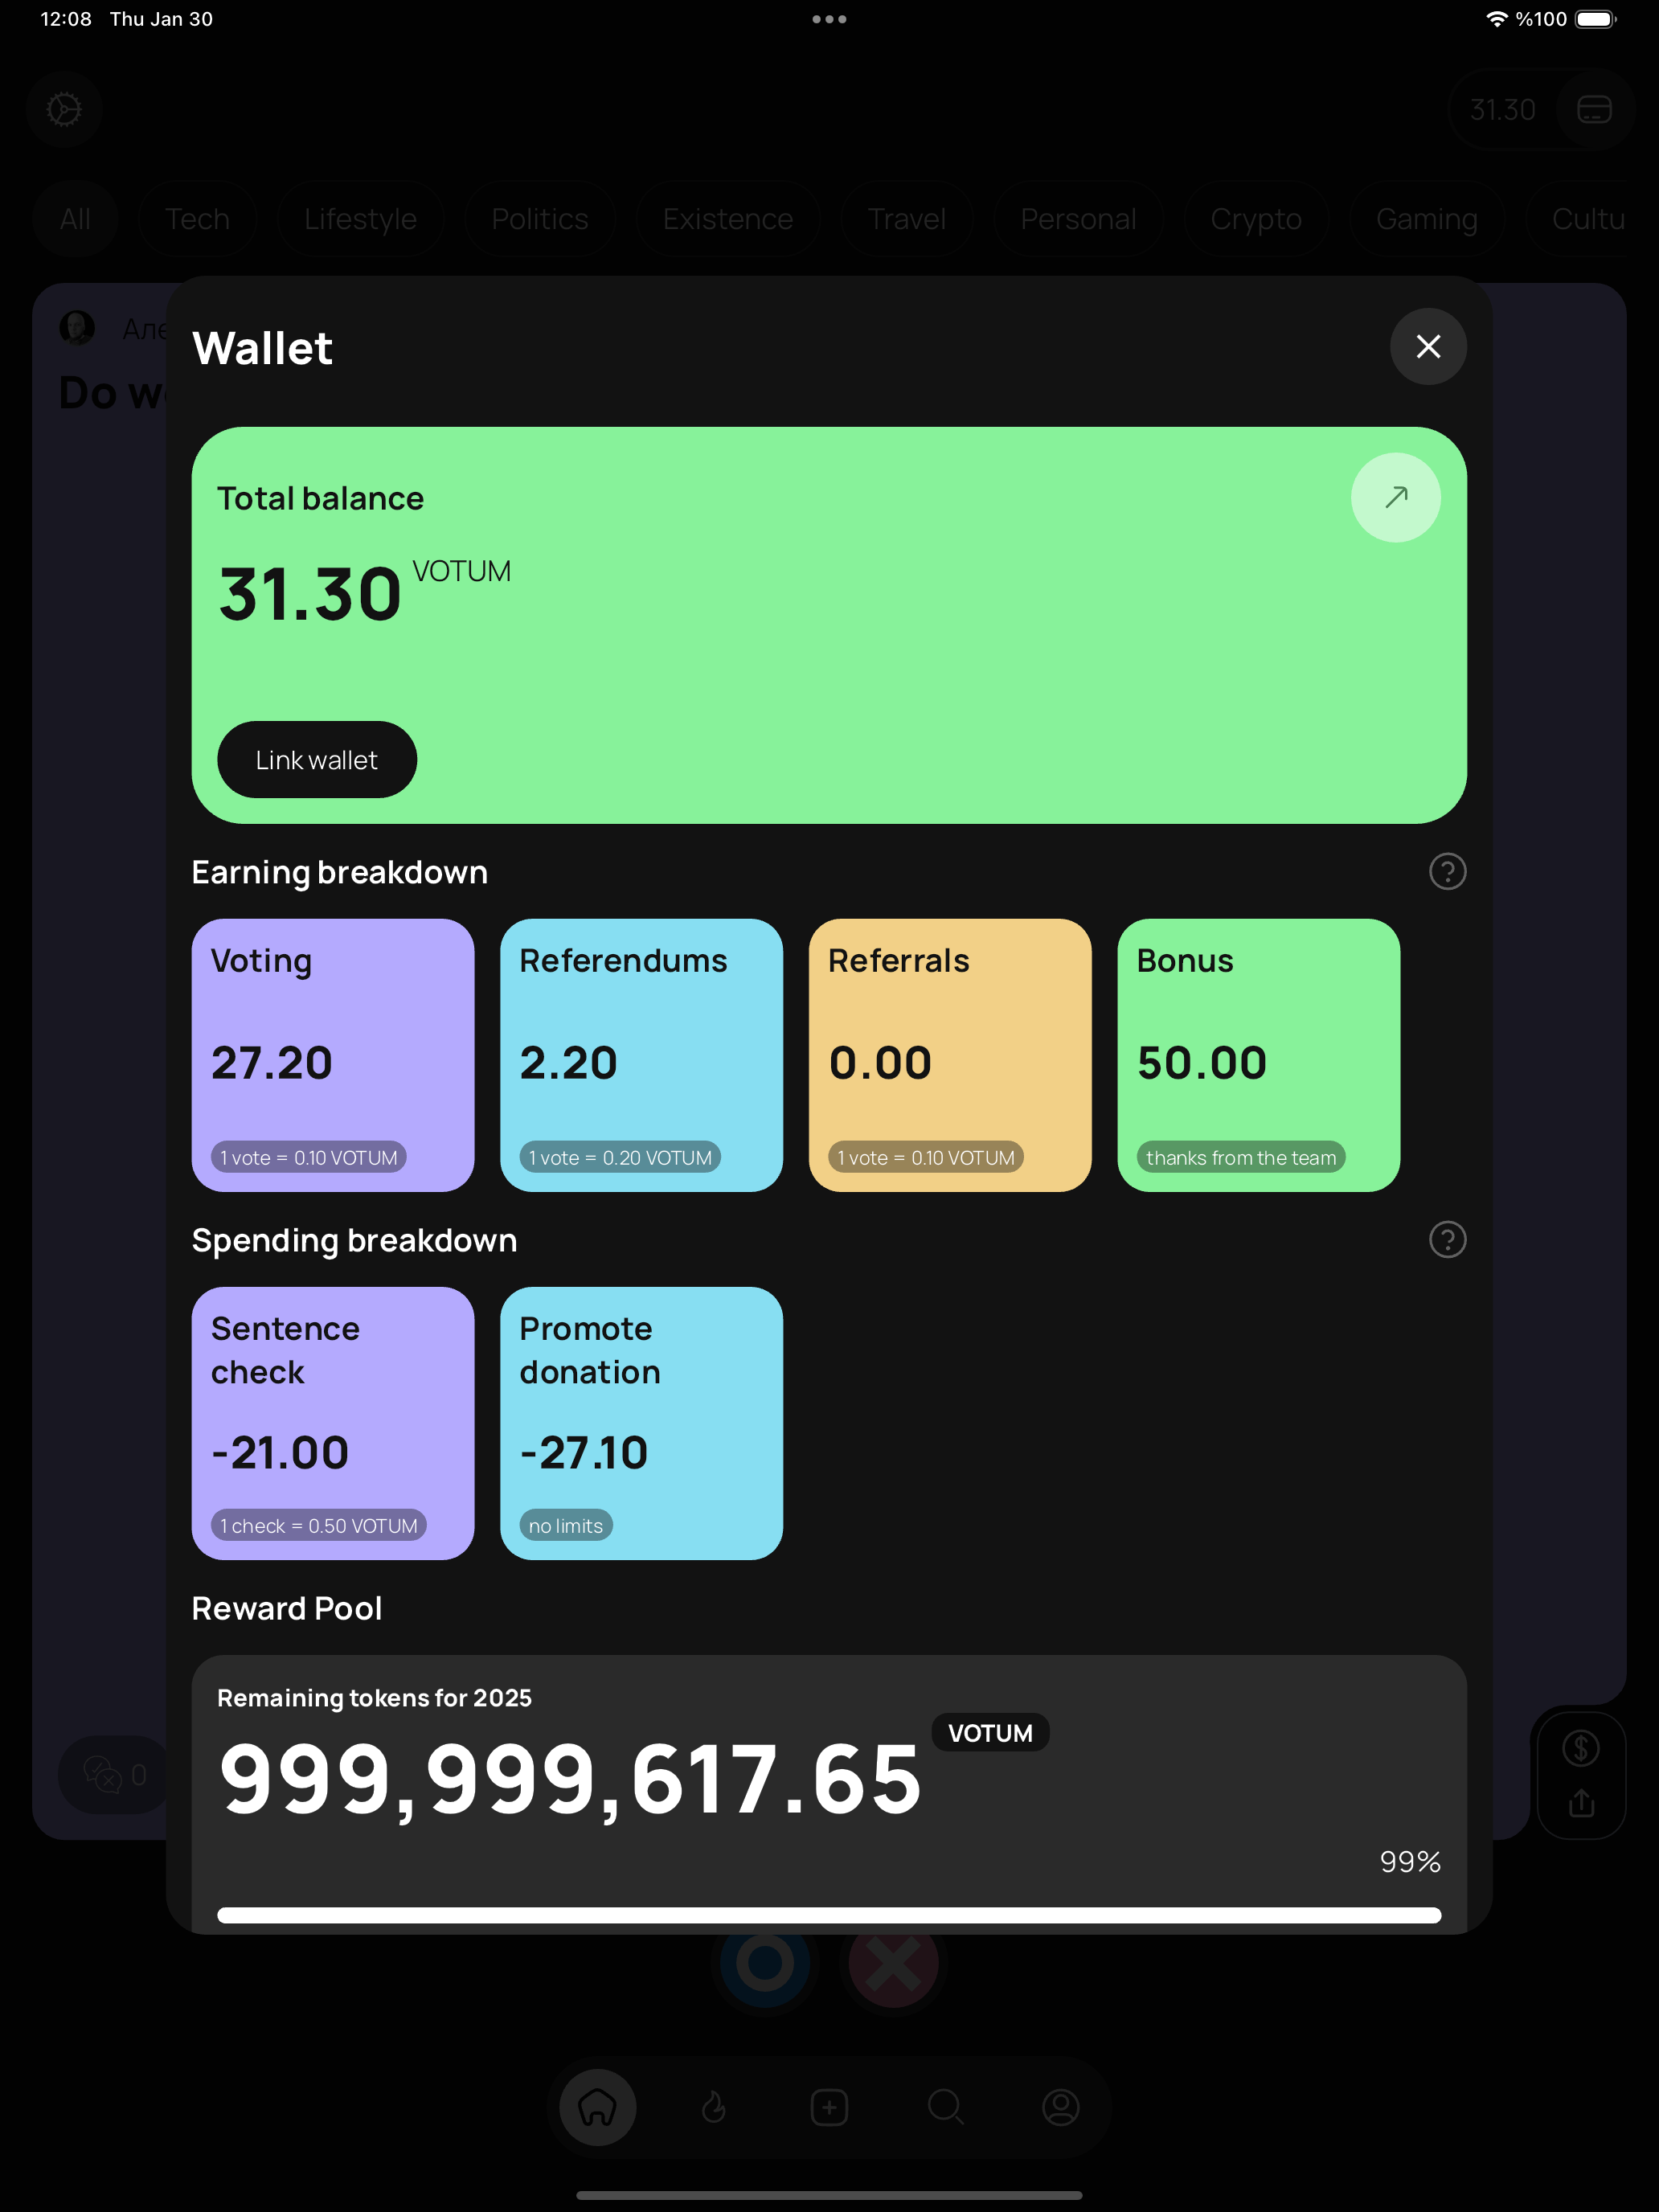 12:08 Thu Jan 30
%100
31.30
All Tech Lifestyle Politics Existence Travel Personal Crypto Gaming Cultu
Але
Do w
Wallet
Total balance
31.30 VOTUM
Link wallet
Earning breakdown
?
Voting
27.20
1 vote = 0.10 VOTUM
Referendums
2.20
1 vote = 0.20 VOTUM
Referrals
0.00
1 vote = 0.10 VOTUM
Bonus
50.00
thanks from the team
Spending breakdown
?
Sentence
check
-21.00
1 check = 0.50 VOTUM
Promote
donation
-27.10
no limits
Reward Pool
Remaining tokens for 2025
999,999,617.65 VOTUM
0
99%